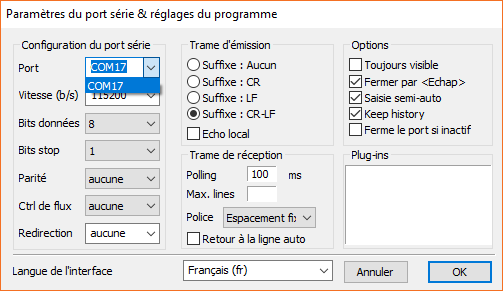 Paramètres du port série & réglages du programme
Configuration du port série
Port COM17
COM17
Vitesse (b/s) 115200
Bits données 8
Bits stop 1
Parité aucune
Ctrl de flux aucune
Redirection aucune
Trame d'émission
Suffixe : Aucun
Suffixe : CR
Suffixe : LF
Suffixe : CR-LF
Echo local
Trame de réception
Polling 100 ms
Max. lines
Police Espacement fix
Retour à la ligne auto
Options
Toujours visible
Fermer par <Echap>
Saisie semi-auto
Keep history
Ferme le port si inactif
Plug-ins
Langue de l'interface Français (fr)
Annuler
OK